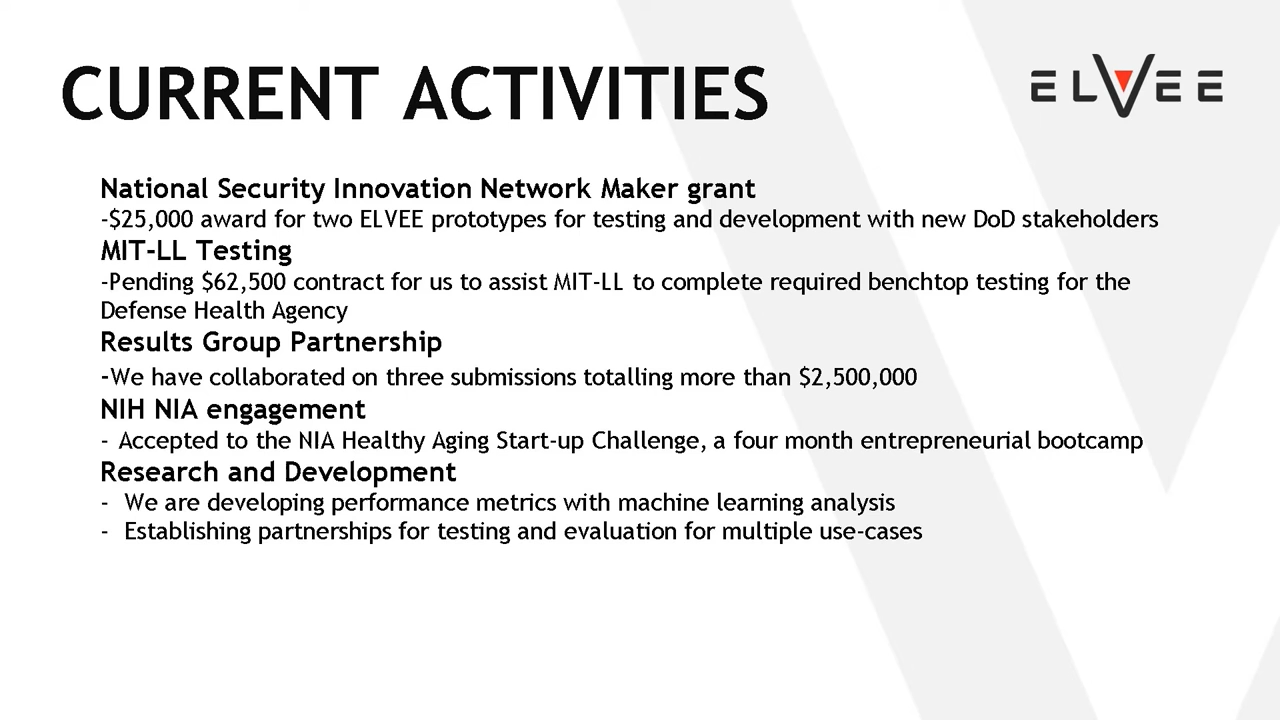 CURRENT ACTIVITIES
ELVEE
National Security Innovation Network Maker grant
-$25,000 award for two ELVEE prototypes for testing and development with new DoD stakeholders
MIT-LL Testing
-Pending $62,500 contract for us to assist MIT-LL to complete required benchtop testing for the
Defense Health Agency
Results Group Partnership
-We have collaborated on three submissions totalling more than $2,500,000
NIH NIA engagement
- Accepted to the NIA Healthy Aging Start-up Challenge, a four month entrepreneurial bootcamp
Research and Development
- We are developing performance metrics with machine learning analysis
- Establishing partnerships for testing and evaluation for multiple use-cases